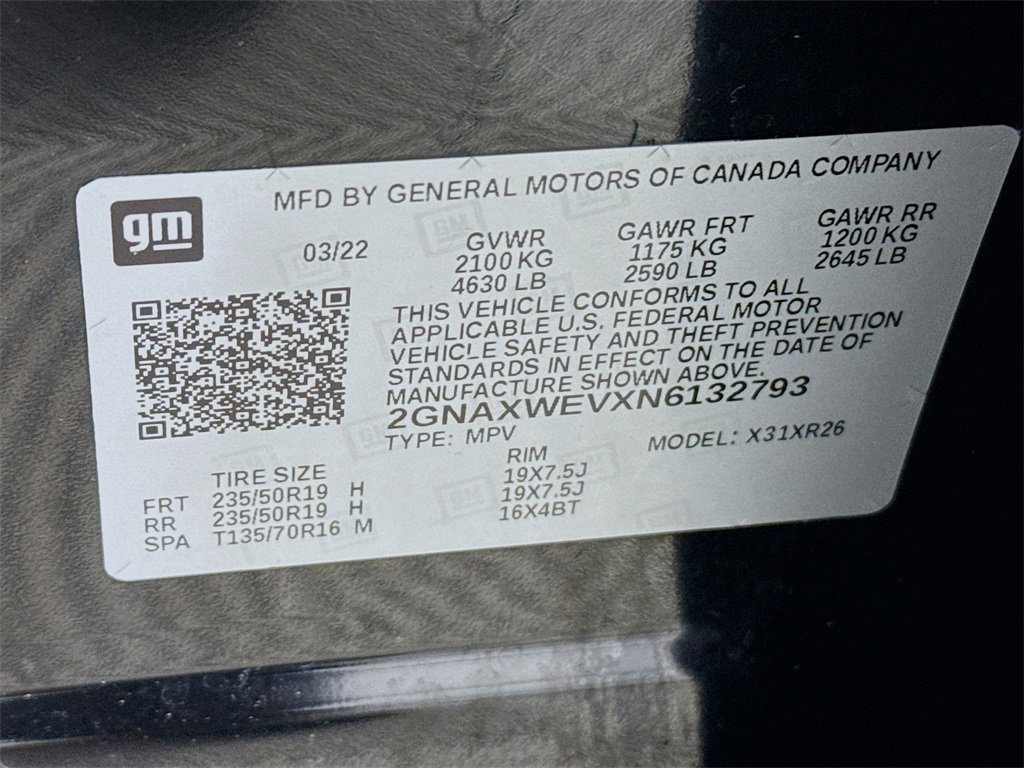 MFD BY GENERAL MOTORS OF CANADA COMPANY
gm
03/22
GVWR
2100 KG
4630 LB
GAWR FRT
1175 KG
2590 LB
GAWR RR
1200 KG
2645 LB
THIS VEHICLE CONFORMS TO ALL
APPLICABLE U.S. FEDERAL MOTOR
VEHICLE SAFETY AND THEFT PREVENTION
STANDARDS IN EFFECT ON THE DATE OF
MANUFACTURE SHOWN ABOVE.
2GNAXWEVXN6132793
TYPE: MPV
MODEL: X31XR26
TIRE SIZE RIM
FRT 235/50R19 H 19X7.5J
RR 235/50R19 H 19X7.5J
SPA T135/70R16 M 16X4BT